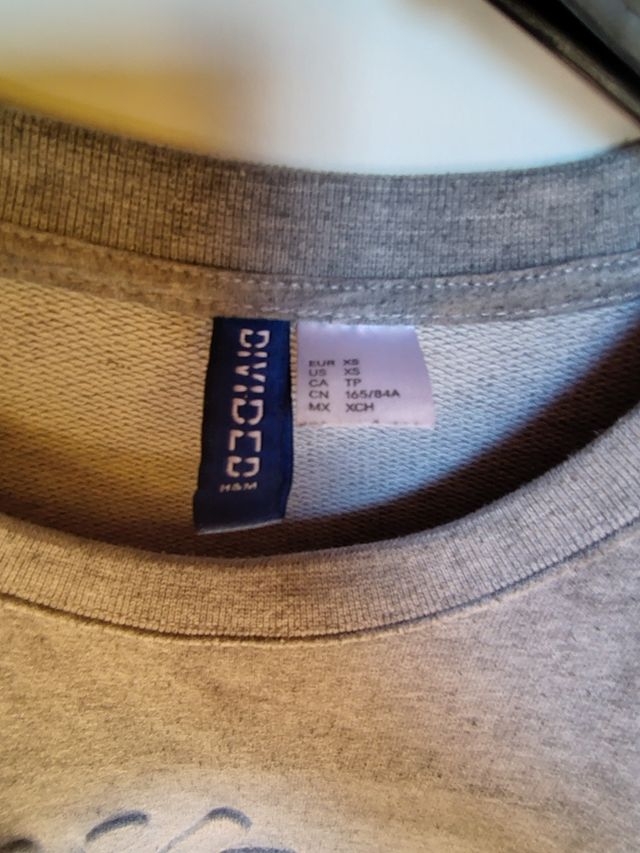 DIVIDED
H&M
EUR XS
US XS
CA TP
CN 165/84A
MX XCH